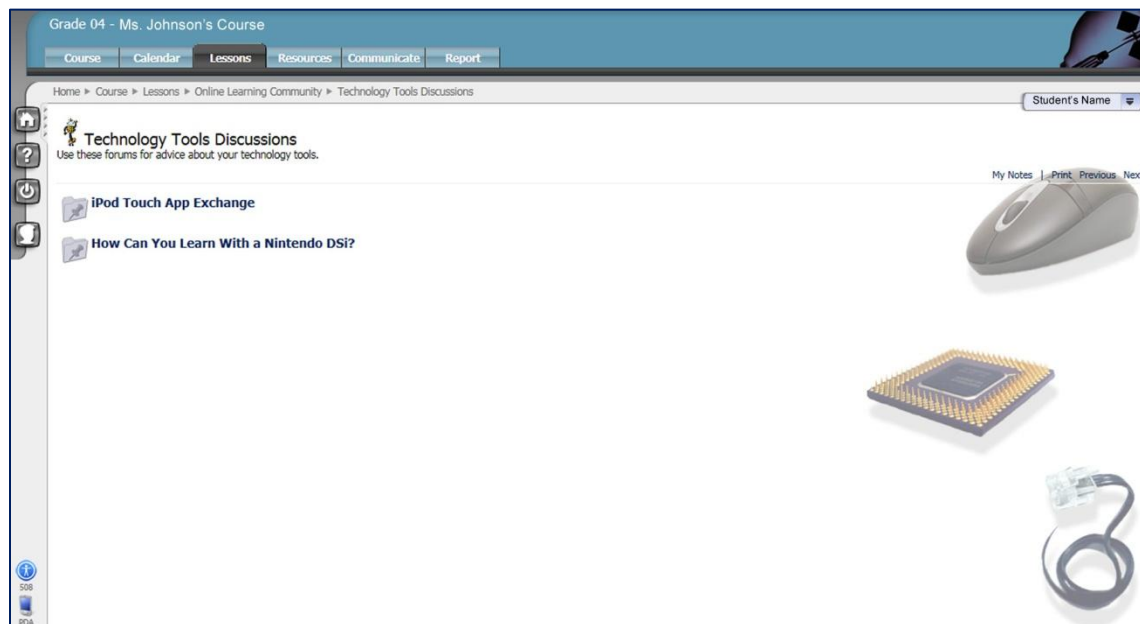 Grade 04 - Ms. Johnson's Course
Course Calendar Lessons Resources Communicate Report
Home ► Course ► Lessons ► Online Learning Community ► Technology Tools Discussions
Student's Name
Technology Tools Discussions
Use these forums for advice about your technology tools.
My Notes | Print Previous Nex
iPod Touch App Exchange
How Can You Learn With a Nintendo DSi?
508
PDA